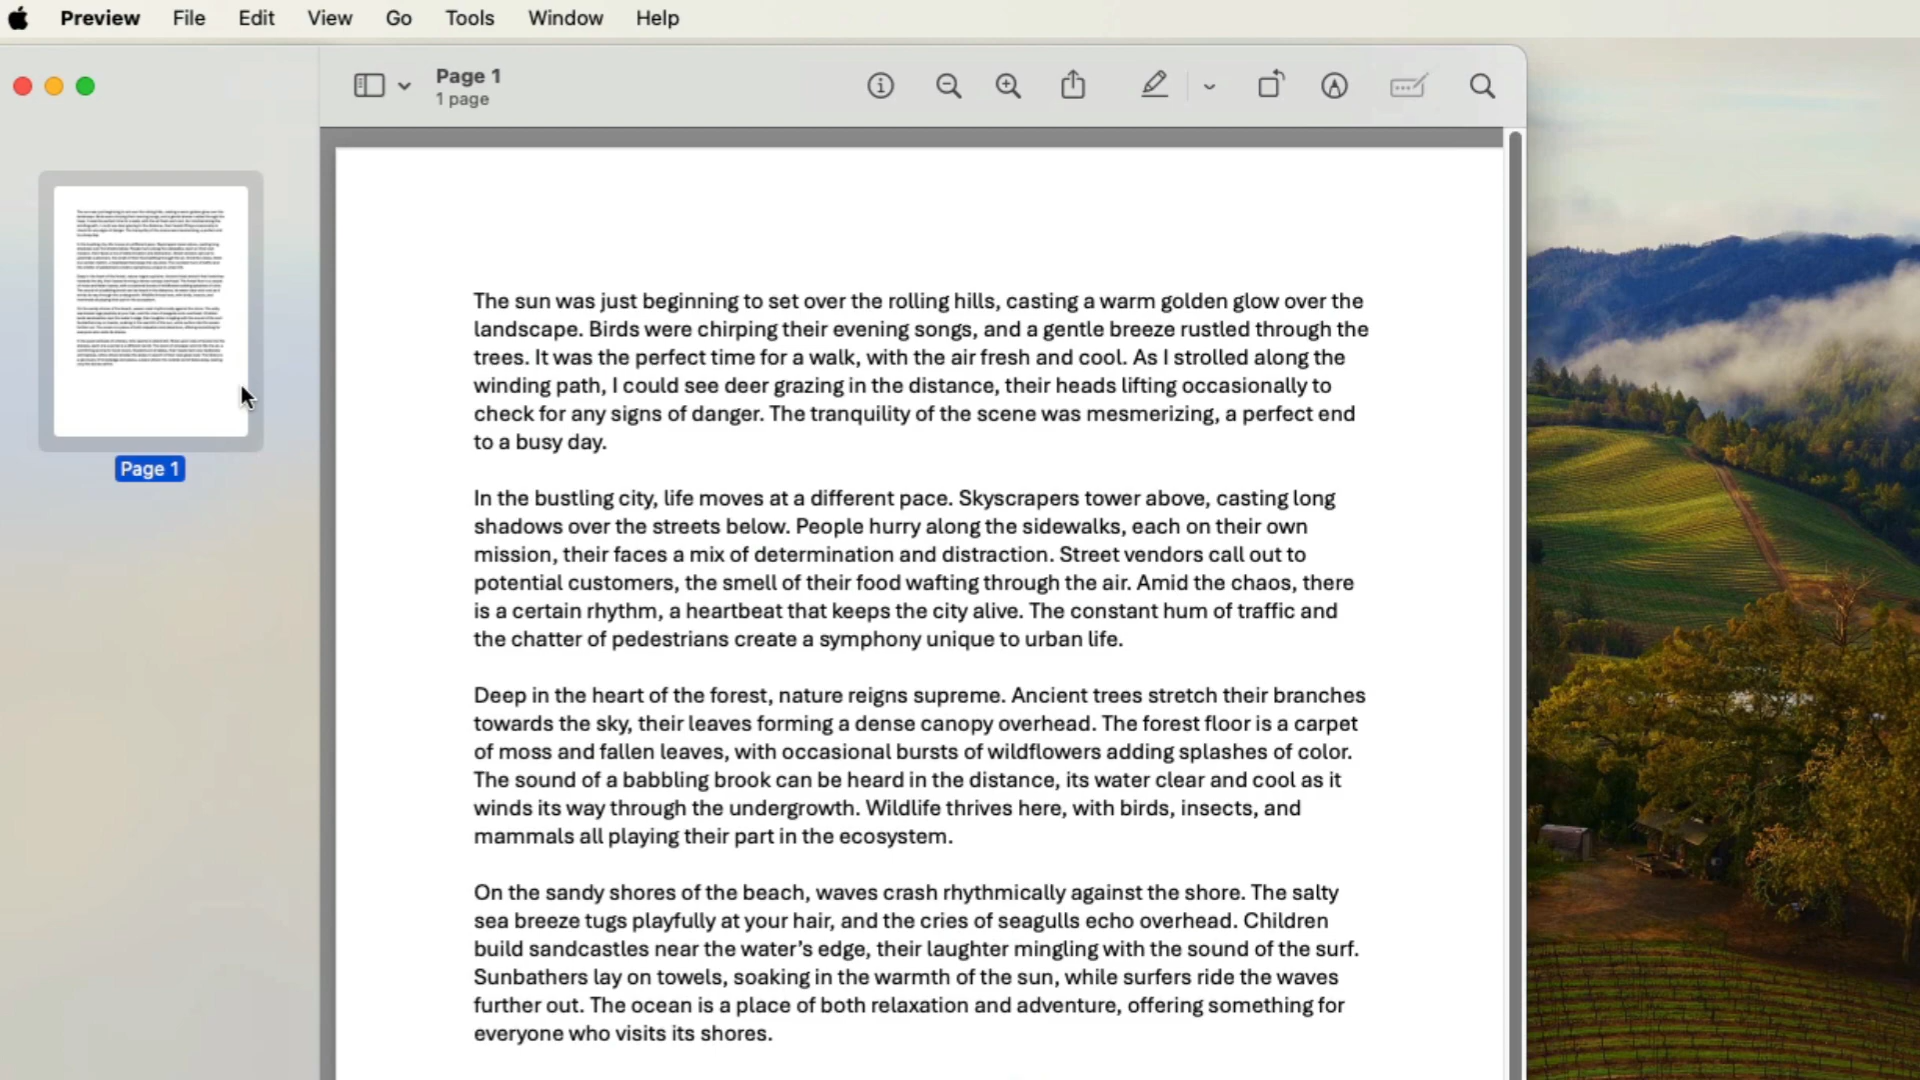 Preview File Edit View Go Tools Window Help
Page 1
1 page
Page 1
The sun was just beginning to set over the rolling hills, casting a warm golden glow over the
landscape. Birds were chirping their evening songs, and a gentle breeze rustled through the
trees. It was the perfect time for a walk, with the air fresh and cool. As I strolled along the
winding path, I could see deer grazing in the distance, their heads lifting occasionally to
check for any signs of danger. The tranquility of the scene was mesmerizing, a perfect end
to a busy day.
In the bustling city, life moves at a different pace. Skyscrapers tower above, casting long
shadows over the streets below. People hurry along the sidewalks, each on their own
mission, their faces a mix of determination and distraction. Street vendors call out to
potential customers, the smell of their food wafting through the air. Amid the chaos, there
is a certain rhythm, a heartbeat that keeps the city alive. The constant hum of traffic and
the chatter of pedestrians create a symphony unique to urban life.
Deep in the heart of the forest, nature reigns supreme. Ancient trees stretch their branches
towards the sky, their leaves forming a dense canopy overhead. The forest floor is a carpet
of moss and fallen leaves, with occasional bursts of wildflowers adding splashes of color.
The sound of a babbling brook can be heard in the distance, its water clear and cool as it
winds its way through the undergrowth. Wildlife thrives here, with birds, insects, and
mammals all playing their part in the ecosystem.
On the sandy shores of the beach, waves crash rhythmically against the shore. The salty
sea breeze tugs playfully at your hair, and the cries of seagulls echo overhead. Children
build sandcastles near the water’s edge, their laughter mingling with the sound of the surf.
Sunbathers lay on towels, soaking in the warmth of the sun, while surfers ride the waves
further out. The ocean is a place of both relaxation and adventure, offering something for
everyone who visits its shores.